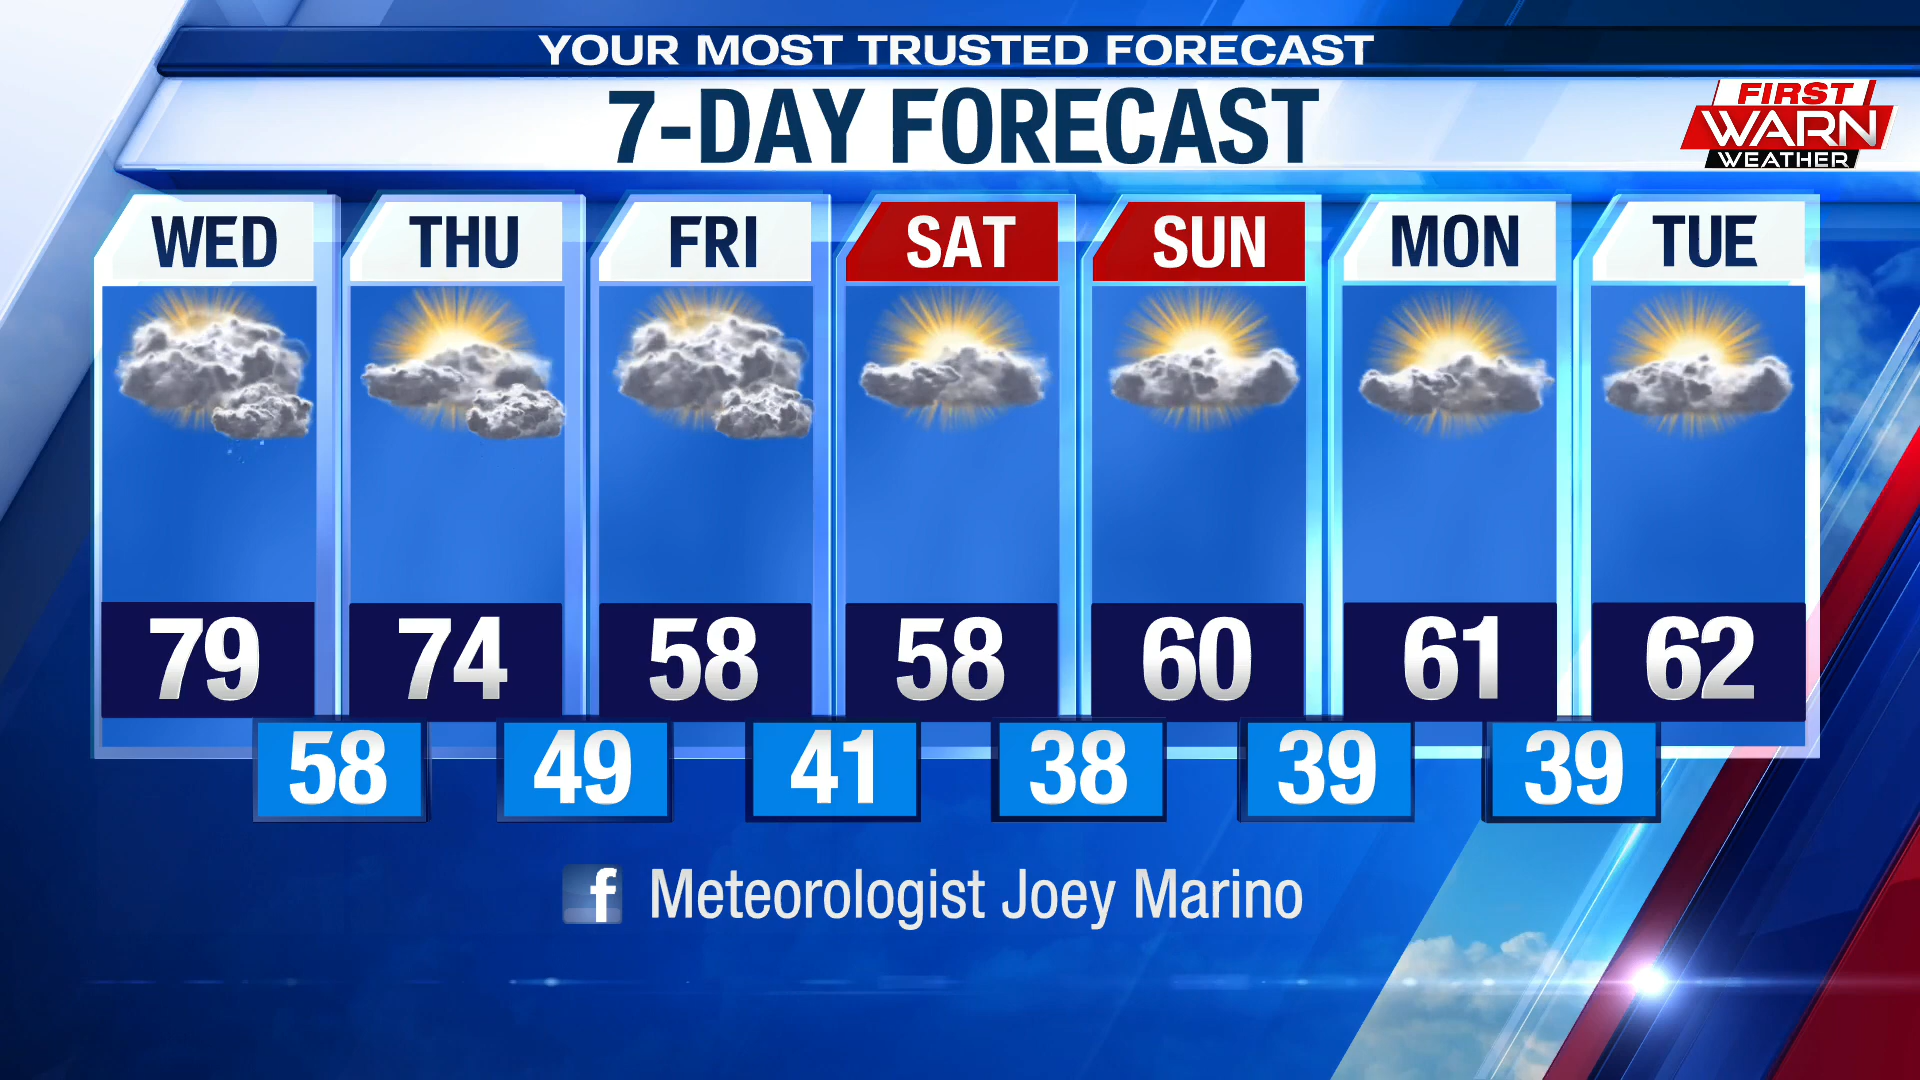 YOUR MOST TRUSTED FORECAST
7-DAY FORECAST
FIRST
WARN
WEATHER
WED THU FRI SAT SUN MON TUE
79 74 58 58 60 61 62
58 49 41 38 39 39
f Meteorologist Joey Marino